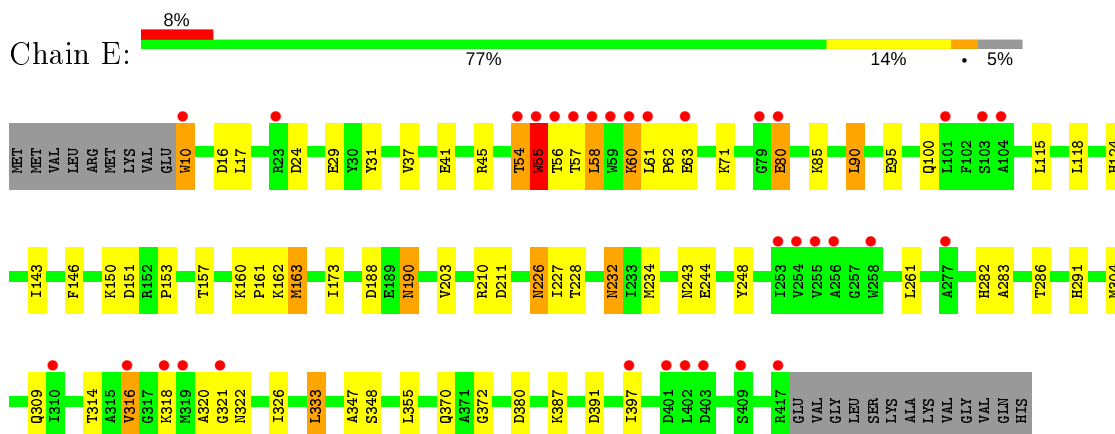 8%
Chain E:
77% 14% • 5%
MET MET VAL LEU ARG MET LYS VAL GLU W10 D16 L17 R23 D24 E29 Y30 Y31 V37 E41 R45 T54 W55 T56 T57 L58 W59 K60 L61 P62 E63 K71 G79 E80 K85 L90 E95 Q100 L101 F102 S103 A104 L115 L118 H124
I143 F146 K150 D151 R152 P153 T157 K160 P161 K162 M163 I173 D188 E189 N190 V203 R210 D211 N226 I227 T228 N232 I233 M234 N243 E244 Y248 I253 V254 V255 A256 G257 W258 L261 A277 H282 A283 T286 H291 M304
Q309 I310 T314 A315 V316 G317 K318 M319 A320 G321 N322 I326 L333 A347 S348 L355 Q370 A371 G372 D380 K387 D391 I397 D401 L402 D403 S409 R417 GLU VAL GLY LEU SER LYS ALA LYS VAL GLY VAL GLN HIS